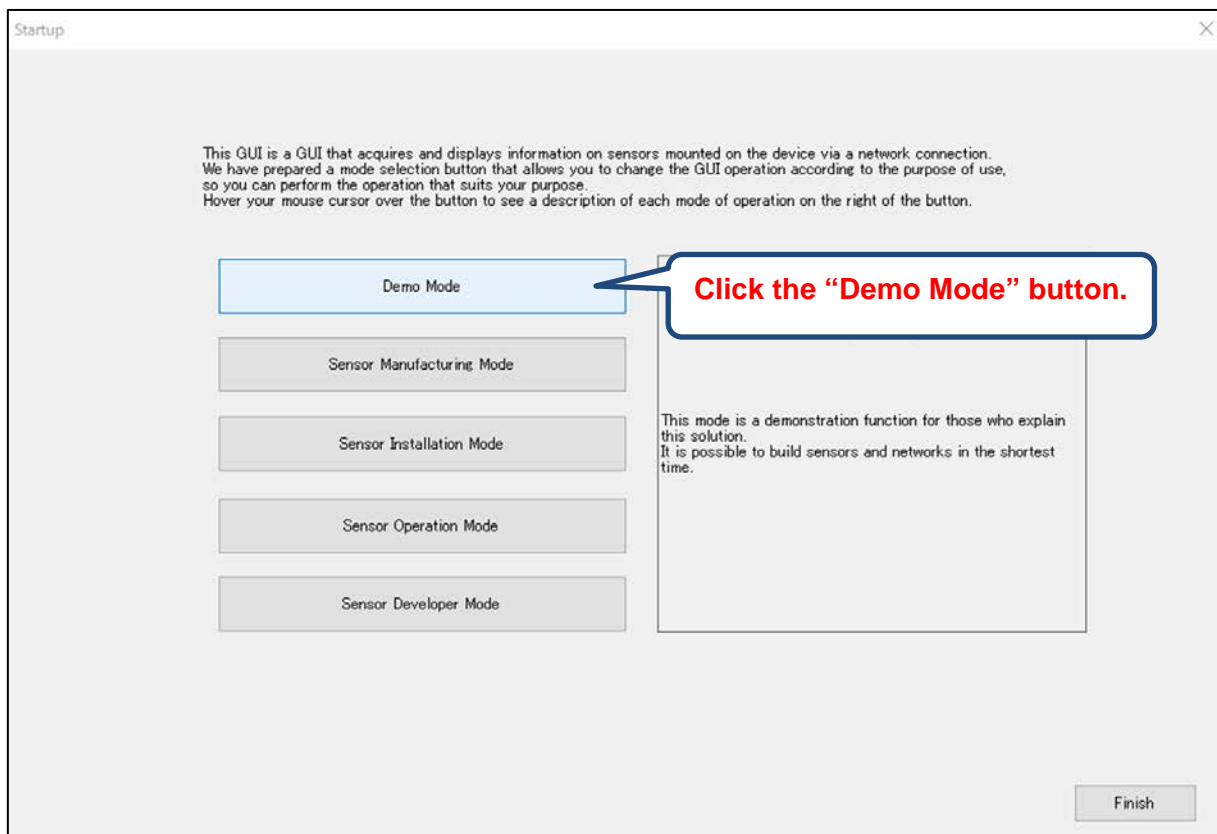 Startup
This GUI is a GUI that acquires and displays information on sensors mounted on the device via a network connection.
We have prepared a mode selection button that allows you to change the GUI operation according to the purpose of use,
so you can perform the operation that suits your purpose.
Hover your mouse cursor over the button to see a description of each mode of operation on the right of the button.
Demo Mode
Click the “Demo Mode” button.
Sensor Manufacturing Mode
Sensor Installation Mode
Sensor Operation Mode
Sensor Developer Mode
This mode is a demonstration function for those who explain
this solution.
It is possible to build sensors and networks in the shortest
time.
Finish